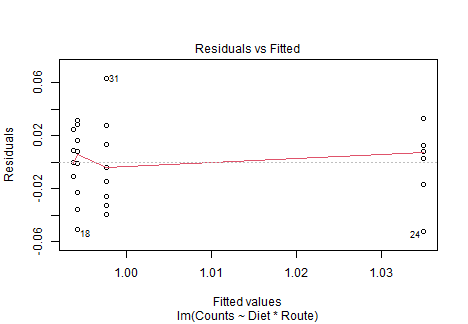 Residuals vs Fitted
Residuals
0.06
0.02
-0.02
-0.06
31
18
24
1.00
1.01
1.02
1.03
Fitted values
lm(Counts ~ Diet * Route)